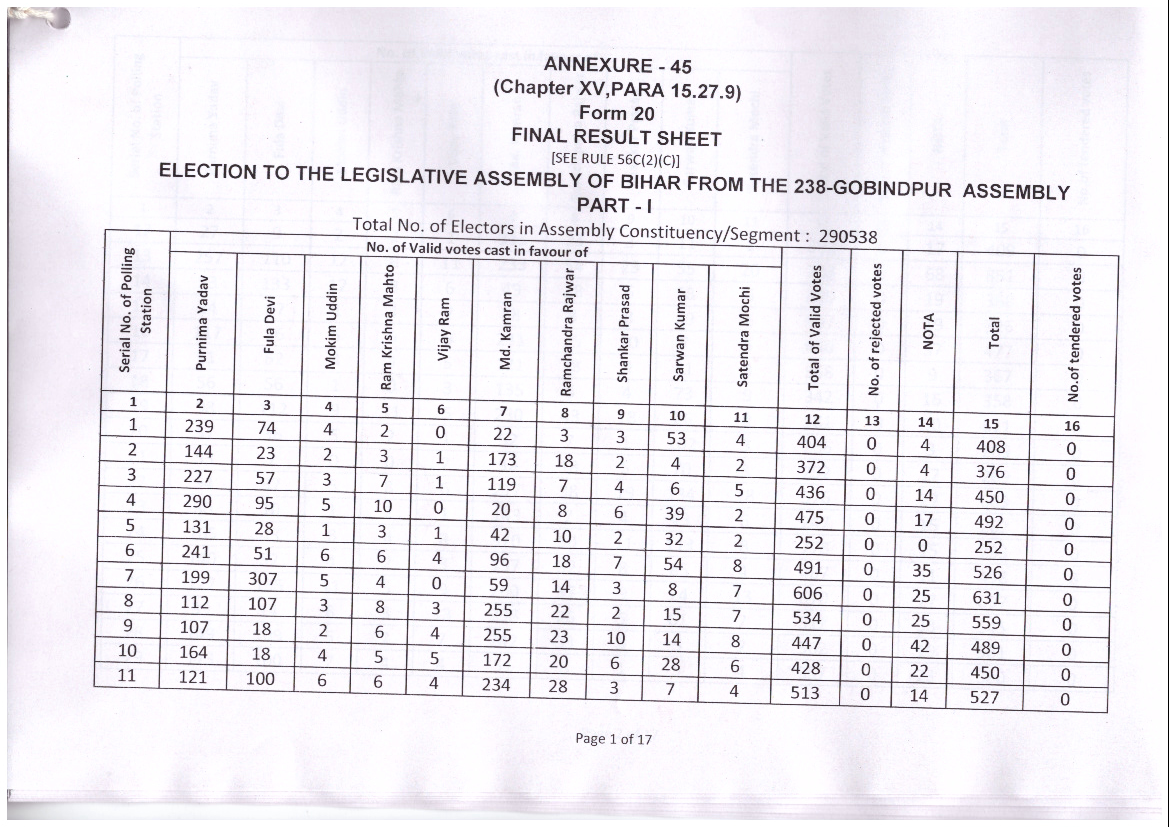 ANNEXURE - 45
(Chapter XV,PARA 15.27.9)
Form 20
FINAL RESULT SHEET
[SEE RULE 56C(2)(C)]
ELECTION TO THE LEGISLATIVE ASSEMBLY OF BIHAR FROM THE 238-GOBINDPUR ASSEMBLY
PART - I
Total No. of Electors in Assembly Constituency/Segment : 290538
No. of Valid votes cast in favour of
Serial No. of Polling Station Purnima Yadav Fula Devi Mokim Uddin Ram Krishna Mahto Vijay Ram Md. Kamran Ramchandra Rajwar Shankar Prasad Sarwan Kumar Satendra Mochi Total of Valid Votes No. of rejected votes NOTA Total No.of tendered votes
1 2 3 4 5 6 7 8 9 10 11 12 13 14 15 16
1 239 74 4 2 0 22 3 3 53 4 404 0 4 408 0
2 144 23 2 3 1 173 18 2 4 2 372 0 4 376 0
3 227 57 3 7 1 119 7 4 6 5 436 0 14 450 0
4 290 95 5 10 0 20 8 6 39 2 475 0 17 492 0
5 131 28 1 3 1 42 10 2 32 2 252 0 0 252 0
6 241 51 6 6 4 96 18 7 54 8 491 0 35 526 0
7 199 307 5 4 0 59 14 3 8 7 606 0 25 631 0
8 112 107 3 8 3 255 22 2 15 7 534 0 25 559 0
9 107 18 2 6 4 255 23 10 14 8 447 0 42 489 0
10 164 18 4 5 5 172 20 6 28 6 428 0 22 450 0
11 121 100 6 6 4 234 28 3 7 4 513 0 14 527 0
Page 1 of 17